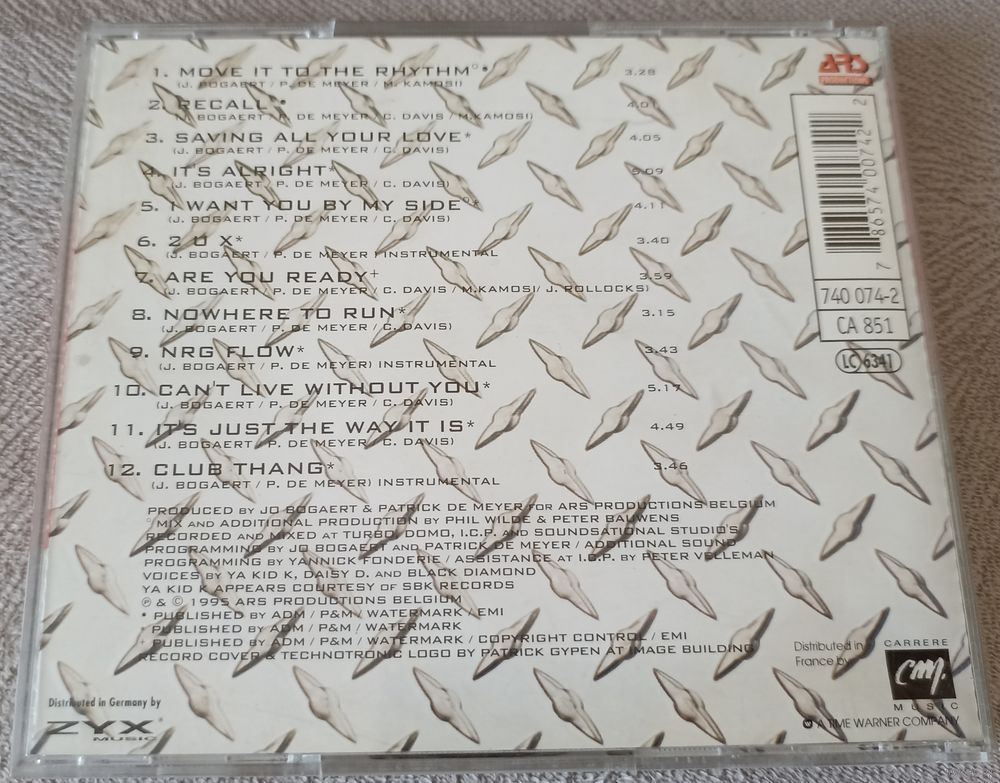 1. MOVE IT TO THE RHYTHM°* 3.28
(J. BOGAERT / P. DE MEYER / M. KAMOSI)
2. RECALL°* 4.01
(J. BOGAERT / P. DE MEYER / C. DAVIS / M.KAMOSI)
3. SAVING ALL YOUR LOVE* 4.05
(J. BOGAERT / P. DE MEYER / C. DAVIS)
4. IT'S ALRIGHT* 5.09
(J. BOGAERT / P. DE MEYER / C. DAVIS)
5. I WANT YOU BY MY SIDE°* 4.11
(J. BOGAERT / P. DE MEYER / C. DAVIS)
6. 2 U X* 3.40
(J. BOGAERT / P. DE MEYER ) INSTRUMENTAL
7. ARE YOU READY+ 3.59
(J. BOGAERT / P. DE MEYER / C. DAVIS / M.KAMOSI/ J. ROLLOCKS)
8. NOWHERE TO RUN* 3.15
(J. BOGAERT / P. DE MEYER / C. DAVIS)
9. NRG FLOW* 3.43
(J. BOGAERT / P. DE MEYER) INSTRUMENTAL
10. CAN'T LIVE WITHOUT YOU* 5.17
(J. BOGAERT / P. DE MEYER / C. DAVIS)
11. IT'S JUST THE WAY IT IS* 4.49
(J. BOGAERT / P. DE MEYER / C. DAVIS)
12. CLUB THANG* 3.46
(J. BOGAERT / P. DE MEYER) INSTRUMENTAL
PRODUCED BY JO BOGAERT & PATRICK DE MEYER FOR ARS PRODUCTIONS BELGIUM
° MIX AND ADDITIONAL PRODUCTION BY PHIL WILDE & PETER BAUWENS
RECORDED AND MIXED AT TURBO, DOMO, I.C.P. AND SOUNDSATIONAL STUDIO'S
PROGRAMMING BY JO BOGAERT AND PATRICK DE MEYER / ADDITIONAL SOUND
PROGRAMMING BY YANNICK FONDERIE / ASSISTANCE AT I.C.P. BY PETER VELLEMAN
VOICES BY YA KID K, DAISY D. AND BLACK DIAMOND
YA KID K APPEARS COURTESY OF SBK RECORDS
℗ & © 1995 ARS PRODUCTIONS BELGIUM
* PUBLISHED BY ADM / P&M / WATERMARK / EMI
PUBLISHED BY ADM / P&M / WATERMARK
PUBLISHED BY ADM / P&M / WATERMARK / COPYRIGHT CONTROL / EMI
RECORD COVER & TECHNOTRONIC LOGO BY PATRICK GYPEN AT IMAGE BUILDING
Distributed in Germany by
ZYX
MUSIC
ARS
PRODUCTIONS
7 86574 00742 2
740 074-2
CA 851
LC 6341
Distributed in
France by
CARRERE
CMJ.
MUSIC
A TIME WARNER COMPANY